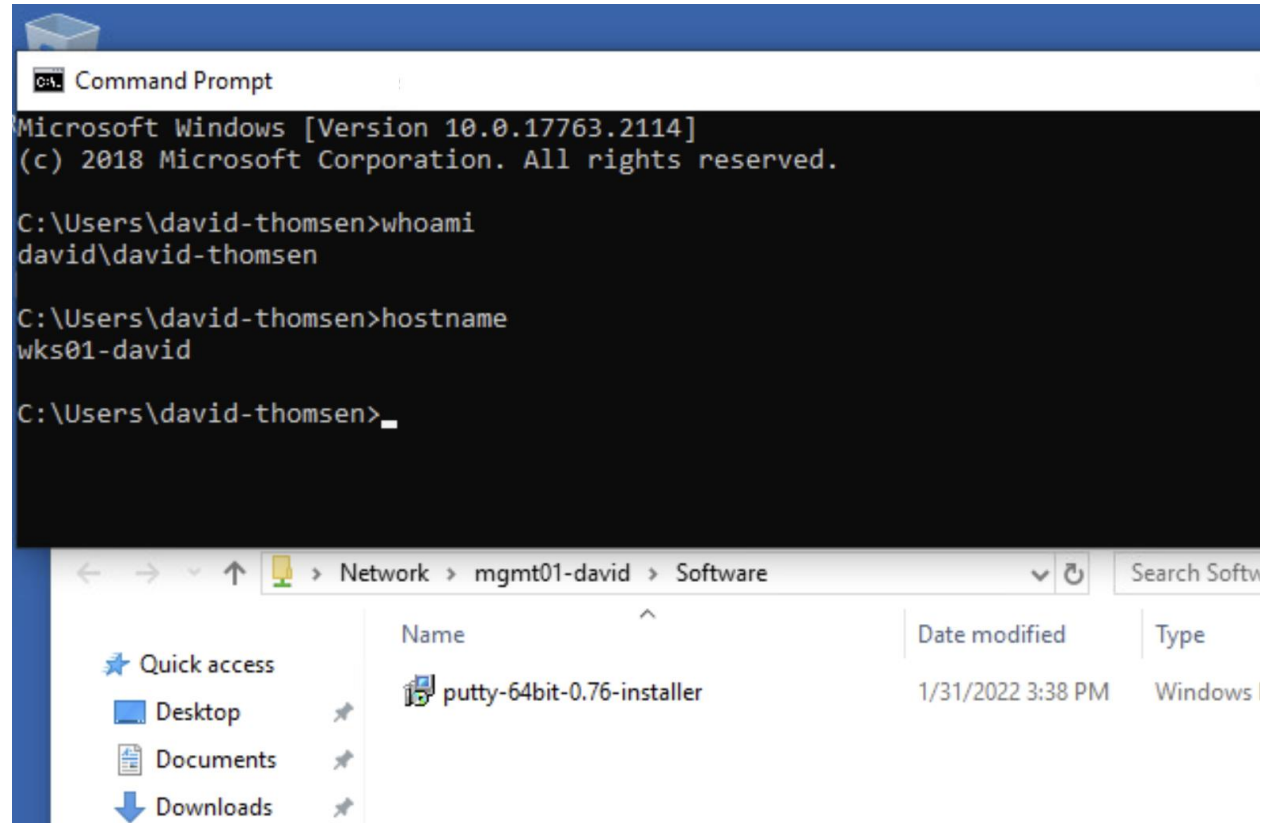 Command Prompt
Microsoft Windows [Version 10.0.17763.2114]
(c) 2018 Microsoft Corporation. All rights reserved.
C:\Users\david-thomsen>whoami
david\david-thomsen
C:\Users\david-thomsen>hostname
wks01-david
C:\Users\david-thomsen>
Network > mgmt01-david > Software
Search Softw
Name Date modified Type
Quick access
putty-64bit-0.76-installer 1/31/2022 3:38 PM Windows
Desktop
Documents
Downloads